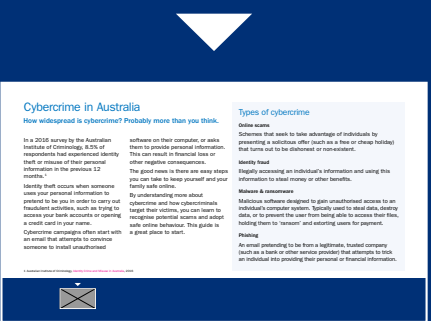 Cybercrime in Australia
How widespread is cybercrime? Probably more than you think.
In a 2016 survey by the Australian
Institute of Criminology, 8.5% of
respondents had experienced identity
theft or misuse of their personal
information in the previous 12
months.¹
Identity theft occurs when someone
uses your personal information to
pretend to be you in order to carry out
fraudulent activities, such as trying to
access your bank accounts or opening
a credit card in your name.
Cybercrime campaigns often start with
an email that attempts to convince
someone to install unauthorised
software on their computer, or asks
them to provide personal information.
This can result in financial loss or
other negative consequences.
The good news is there are easy steps
you can take to keep yourself and your
family safe online.
By understanding more about
cybercrime and how cybercriminals
target their victims, you can learn to
recognise potential scams and adopt
safe online behaviour. This guide is
a great place to start.
1 Australian Institute of Criminology, Identity Crime and Misuse in Australia, 2016
Types of cybercrime
Online scams
Schemes that seek to take advantage of individuals by
presenting a solicitous offer (such as a free or cheap holiday)
that turns out to be dishonest or non-existent.
Identity fraud
Illegally accessing an individual's information and using this
information to steal money or other benefits.
Malware & ransomware
Malicious software designed to gain unauthorised access to an
individual's computer system. Typically used to steal data, destroy
data, or to prevent the user from being able to access their files,
holding them to 'ransom' and extorting users for payment.
Phishing
An email pretending to be from a legitimate, trusted company
(such as a bank or other service provider) that attempts to trick
an individual into providing their personal or financial information.